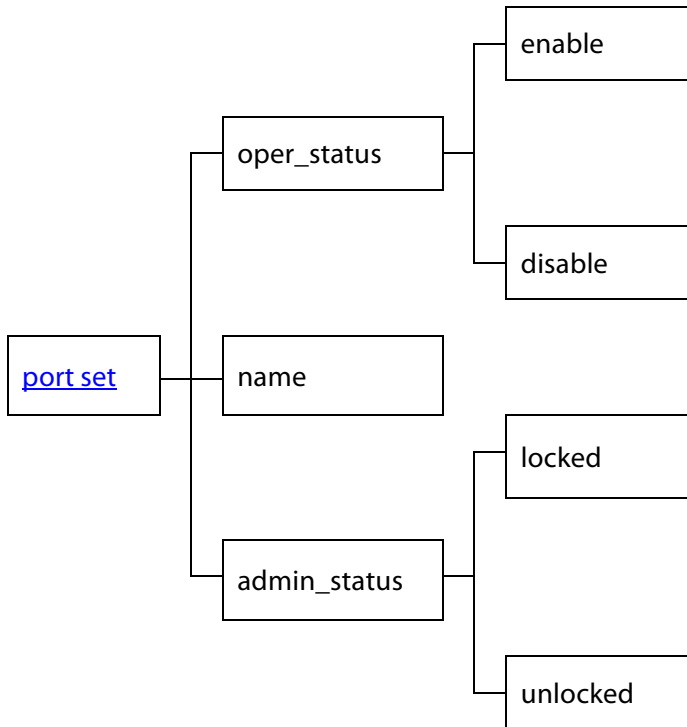 enable
oper_status
disable
port set
name
locked
admin_status
unlocked